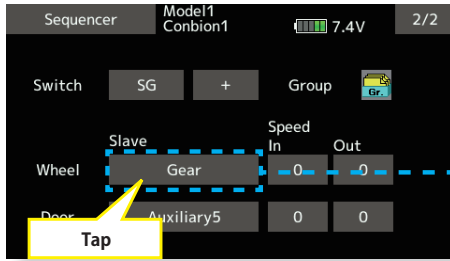 Sequencer Model1 Conbion1 7.4V 2/2
Switch SG + Group Gr.
Slave Speed In Out
Wheel Gear 0 0
Door Auxiliary5 0 0
Tap